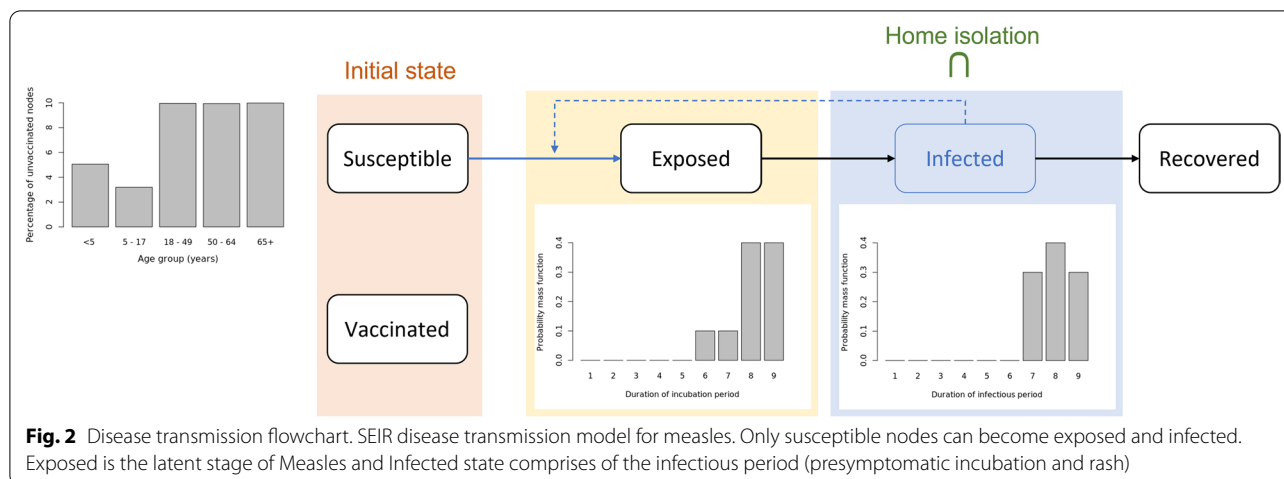 Home isolation
∩
Initial state
Percentage of unvaccinated nodes
10
8
6
4
2
0
<5 5 - 17 18 - 49 50 - 64 65+
Age group (years)
Susceptible
Exposed
Infected
Recovered
Vaccinated
Probability mass function
0.4
0.3
0.2
0.1
0.0
1 2 3 4 5 6 7 8 9
Duration of incubation period
Probability mass function
0.4
0.3
0.2
0.1
0.0
1 2 3 4 5 6 7 8 9
Duration of infectious period
Fig. 2 Disease transmission flowchart. SEIR disease transmission model for measles. Only susceptible nodes can become exposed and infected.
Exposed is the latent stage of Measles and Infected state comprises of the infectious period (presymptomatic incubation and rash)